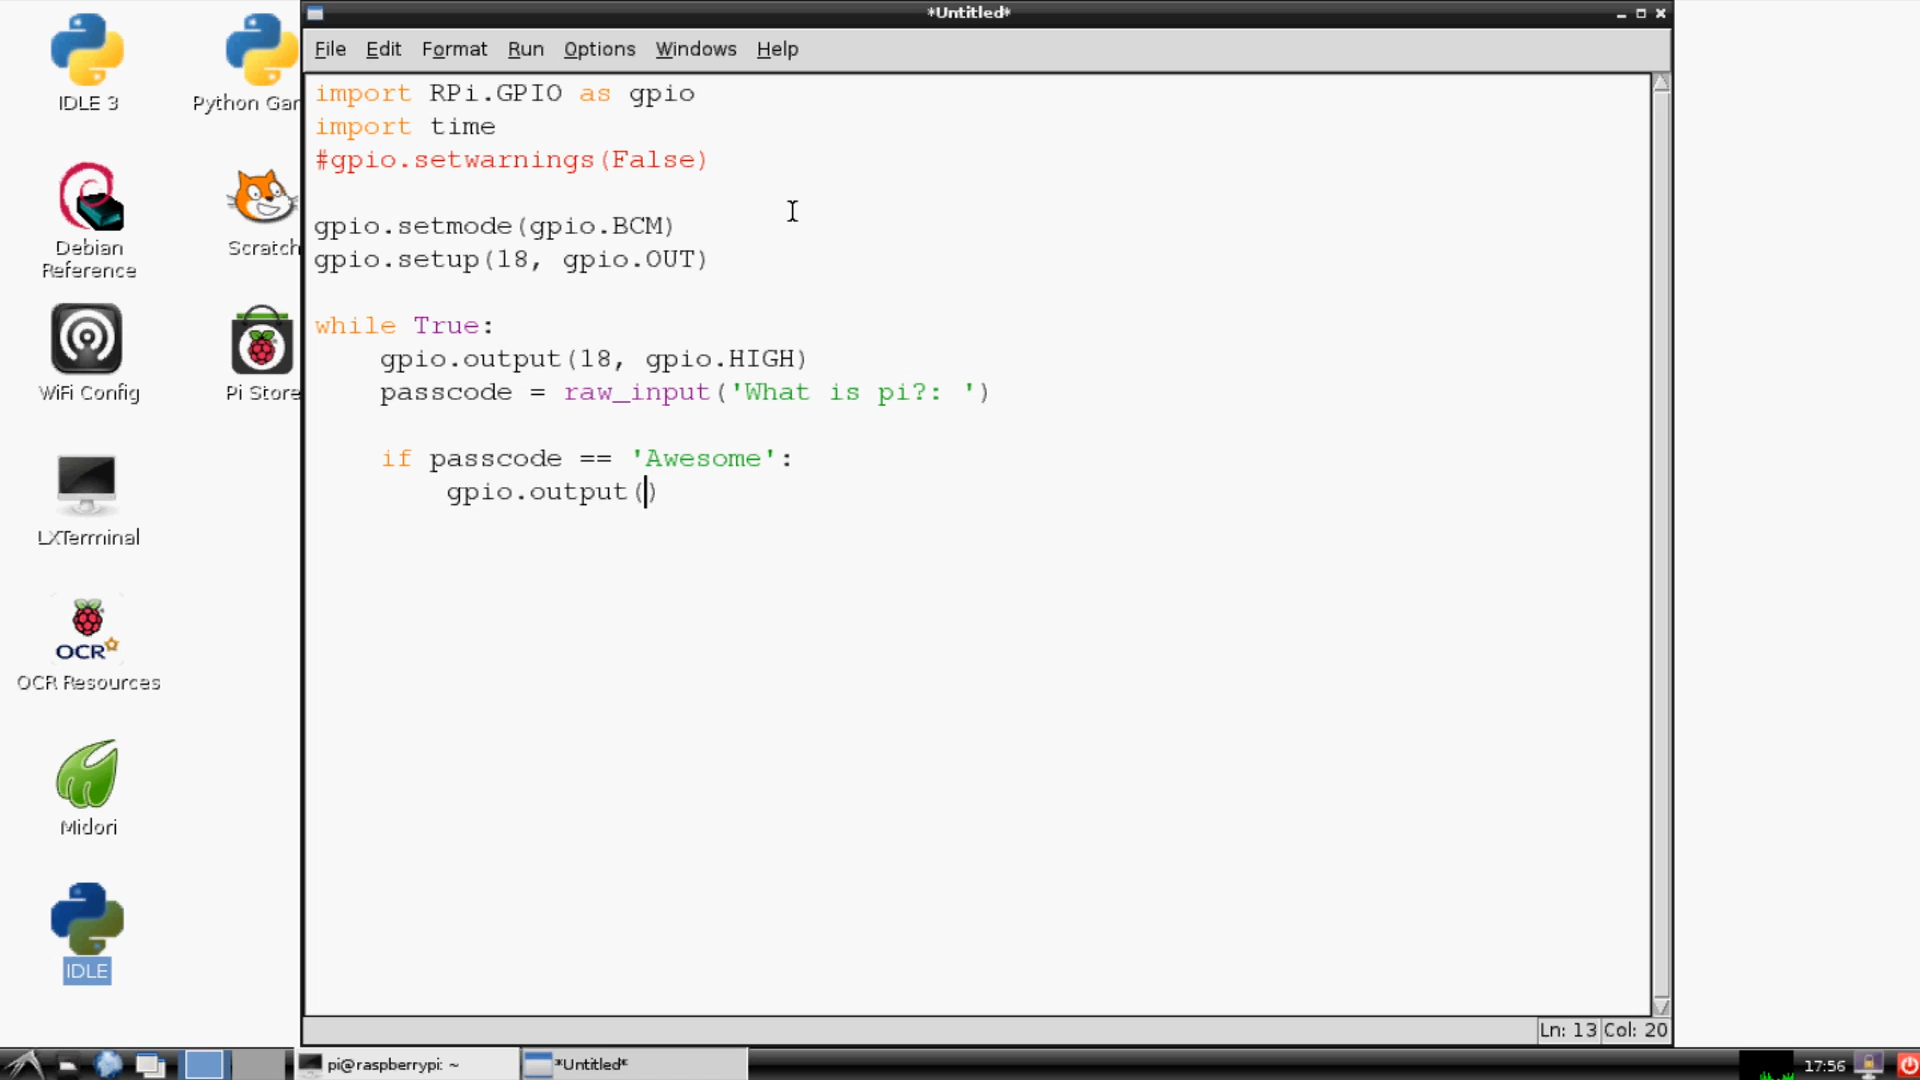 *Untitled*
File Edit Format Run Options Windows Help
import RPi.GPIO as gpio
import time
#gpio.setwarnings(False)
gpio.setmode(gpio.BCM)
gpio.setup(18, gpio.OUT)
while True:
gpio.output(18, gpio.HIGH)
passcode = raw_input('What is pi?: ')
if passcode == 'Awesome':
gpio.output()
Ln: 13 Col: 20
IDLE 3
Python Gar
Debian
Reference
Scratch
WiFi Config
Pi Store
LXTerminal
OCR
OCR Resources
Midori
IDLE
pi@raspberrypi: ~
*Untitled*
17:56